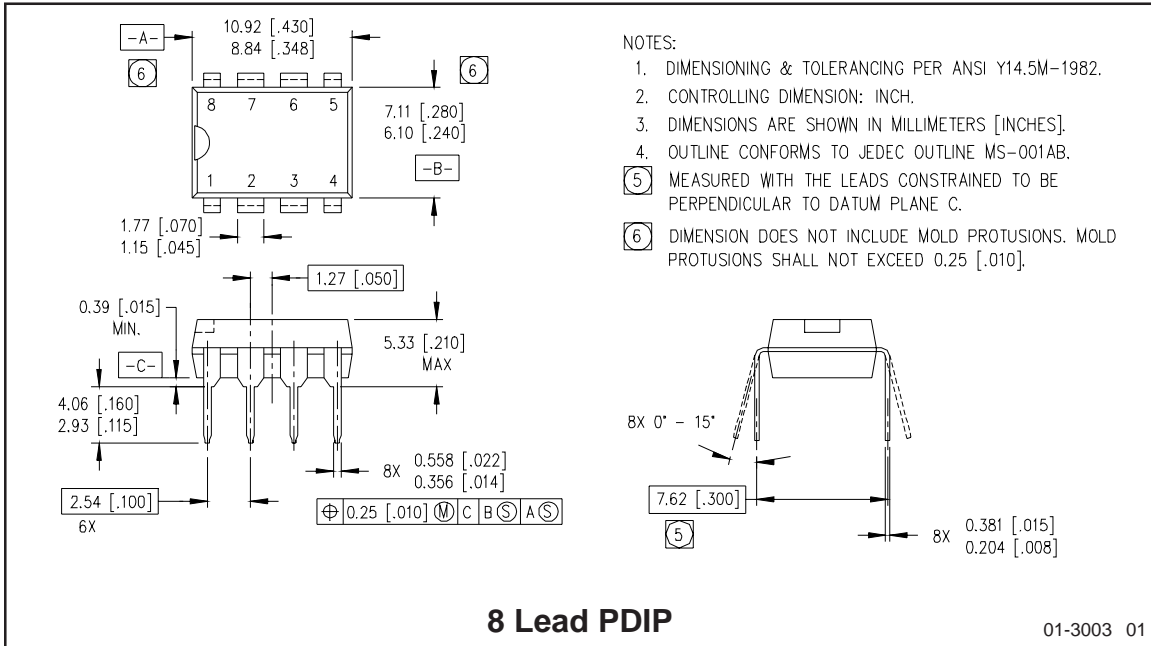 -A-
10.92 [.430]
8.84 [.348]
6
6
8 7 6 5
1 2 3 4
7.11 [.280]
6.10 [.240]
-B-
1.77 [.070]
1.15 [.045]
1.27 [.050]
0.39 [.015]
MIN.
-C-
5.33 [.210]
MAX
4.06 [.160]
2.93 [.115]
8X 0.558 [.022]
0.356 [.014]
2.54 [.100]
6X
⌖ 0.25 [.010] Ⓜ C B Ⓢ A Ⓢ
NOTES:
1. DIMENSIONING & TOLERANCING PER ANSI Y14.5M-1982.
2. CONTROLLING DIMENSION: INCH.
3. DIMENSIONS ARE SHOWN IN MILLIMETERS [INCHES].
4. OUTLINE CONFORMS TO JEDEC OUTLINE MS-001AB.
5 MEASURED WITH THE LEADS CONSTRAINED TO BE
PERPENDICULAR TO DATUM PLANE C.
6 DIMENSION DOES NOT INCLUDE MOLD PROTUSIONS. MOLD
PROTUSIONS SHALL NOT EXCEED 0.25 [.010].
8X 0° - 15°
7.62 [.300]
5
8X 0.381 [.015]
0.204 [.008]
8 Lead PDIP
01-3003 01